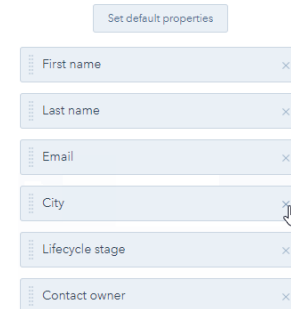 Set default properties
First name
Last name
Email
City
Lifecycle stage
Contact owner